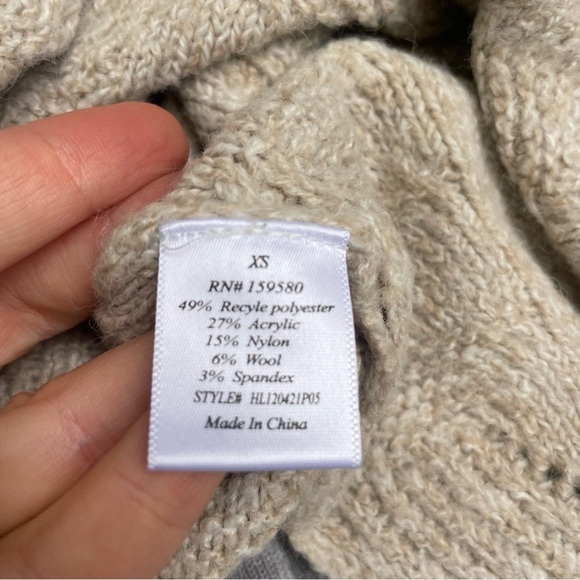 XS
RN# 159580
49% Recyle polyester
27% Acrylic
15% Nylon
6% Wool
3% Spandex
STYLE# HL120421P05
Made In China